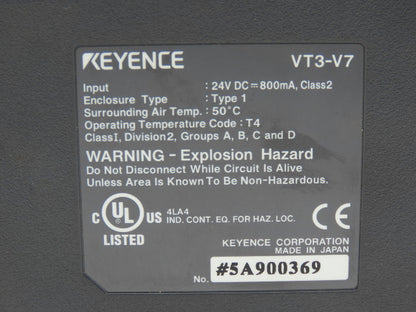 KEYENCE VT3-V7
Input : 24V DC⎓800mA, Class2
Enclosure Type : Type 1
Surrounding Air Temp. : 50°C
Operating Temperature Code : T4
ClassⅠ, Division2, Groups A, B, C and D
WARNING – Explosion Hazard
Do Not Disconnect While Circuit Is Alive
Unless Area Is Known To Be Non-Hazardous.
C UL US 4LA4
IND. CONT. EQ. FOR HAZ. LOC.
LISTED
CE
KEYENCE CORPORATION
MADE IN JAPAN
No. #5A900369